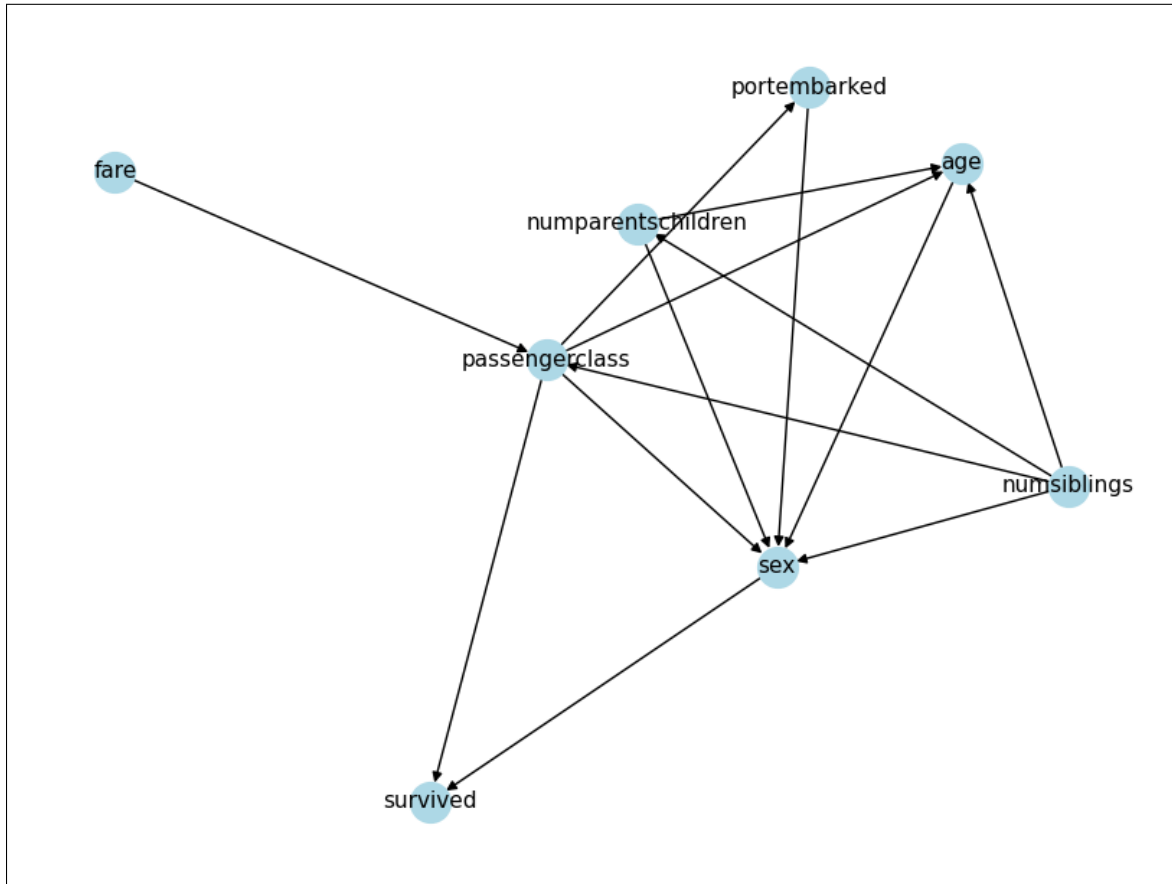 portembarked
age
fare
numparentschildren
passengerclass
numsiblings
sex
survived